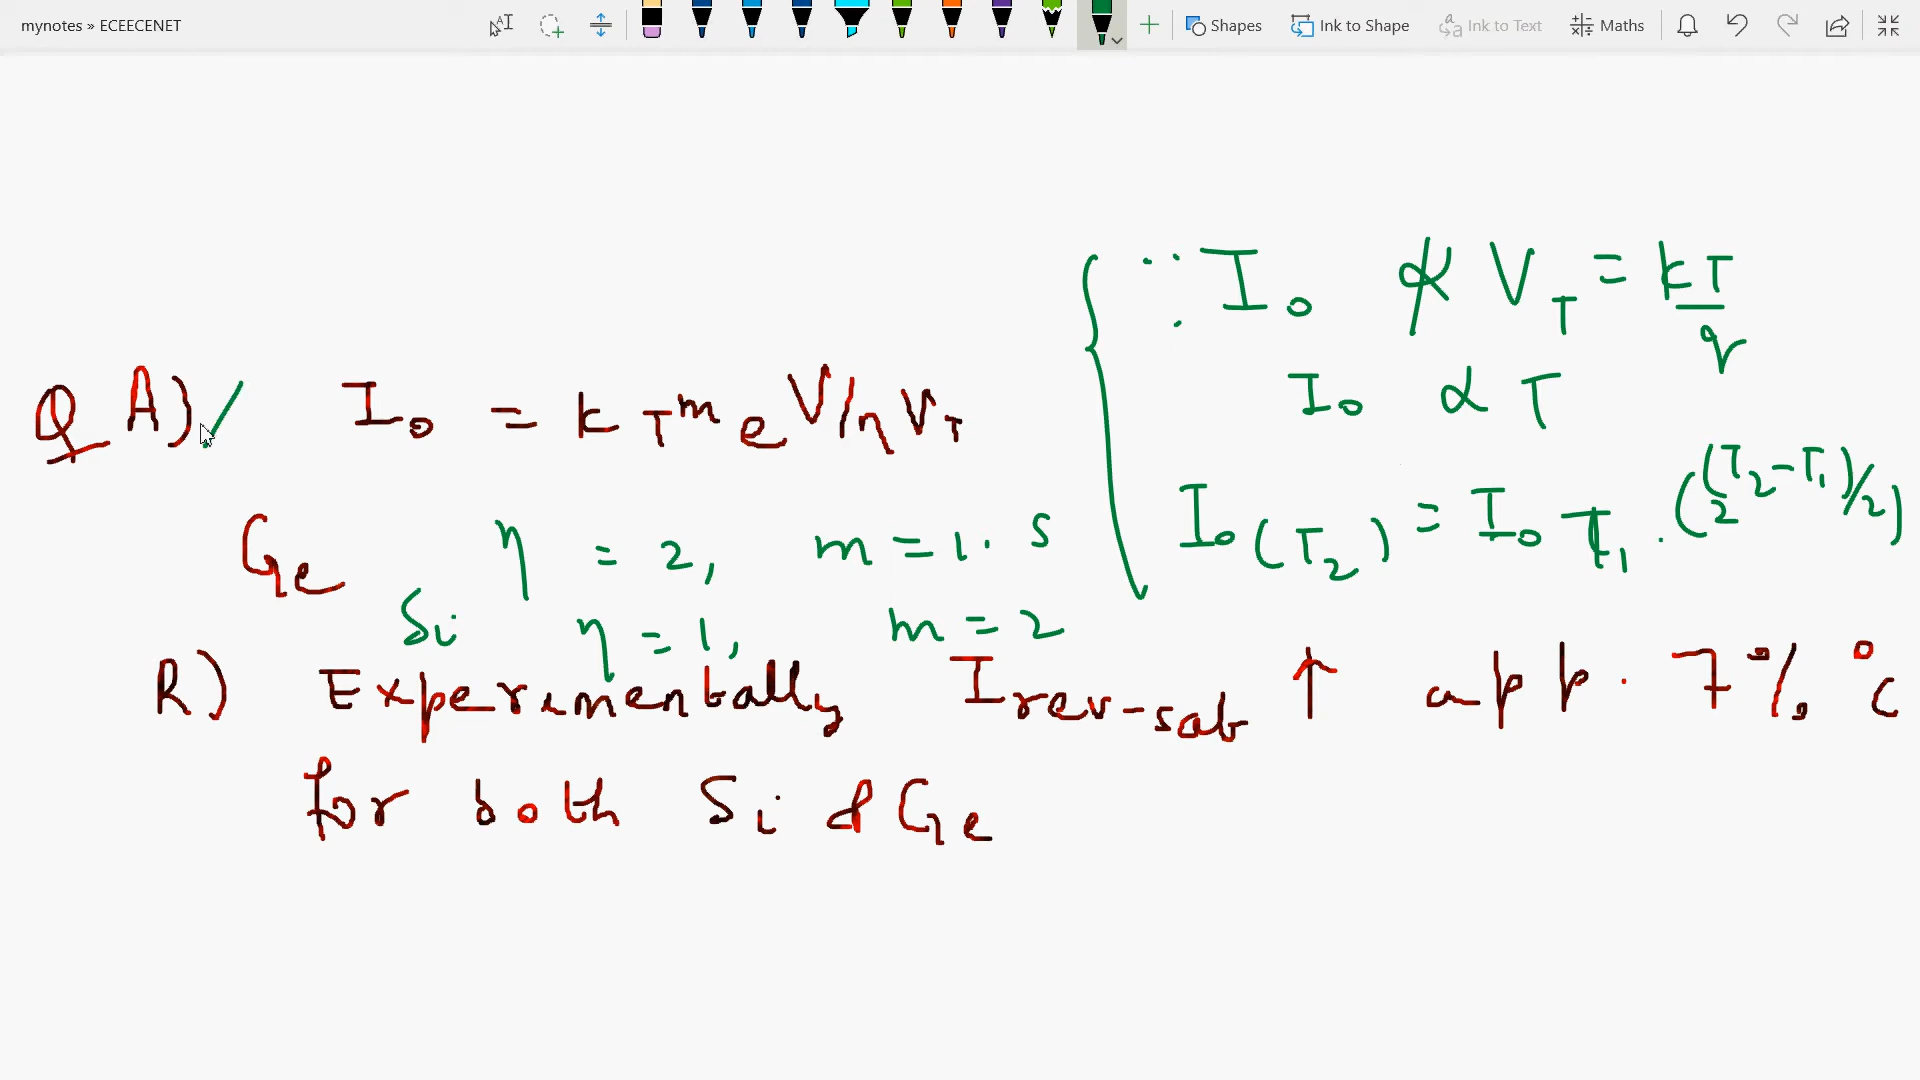 mynotes » ECEECENET
Shapes Ink to Shape Ink to Text Maths
∵ I₀ ∝̸ V_T = kT/q
I₀ ∝ T
Q A) ✓ I₀ = k T^m e^V/ηV_T
I₀(T₂) = I₀ T₁ . (2^(T₂-T₁)/2)
Ge η = 2, m = 1.5
Si η = 1, m = 2
R) Experimentally I rev-sat ↑ app. 7% °C
for both Si & Ge